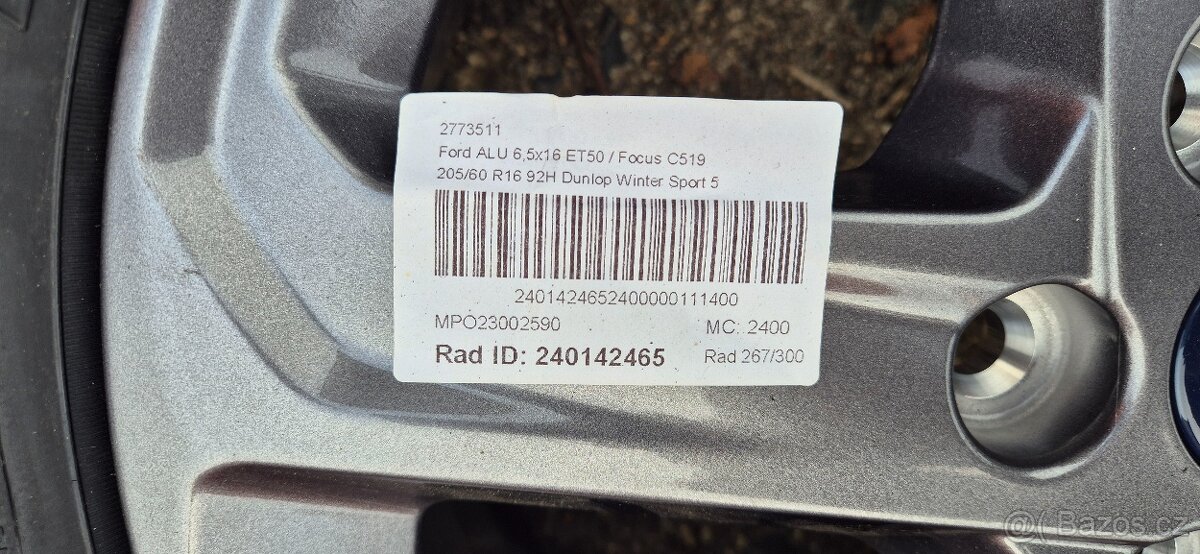 2773511
Ford ALU 6,5x16 ET50 / Focus C519
205/60 R16 92H Dunlop Winter Sport 5
2401424652400000111400
MPO23002590 MC: 2400
Rad ID: 240142465 Rad 267/300
@( Bazos.cz